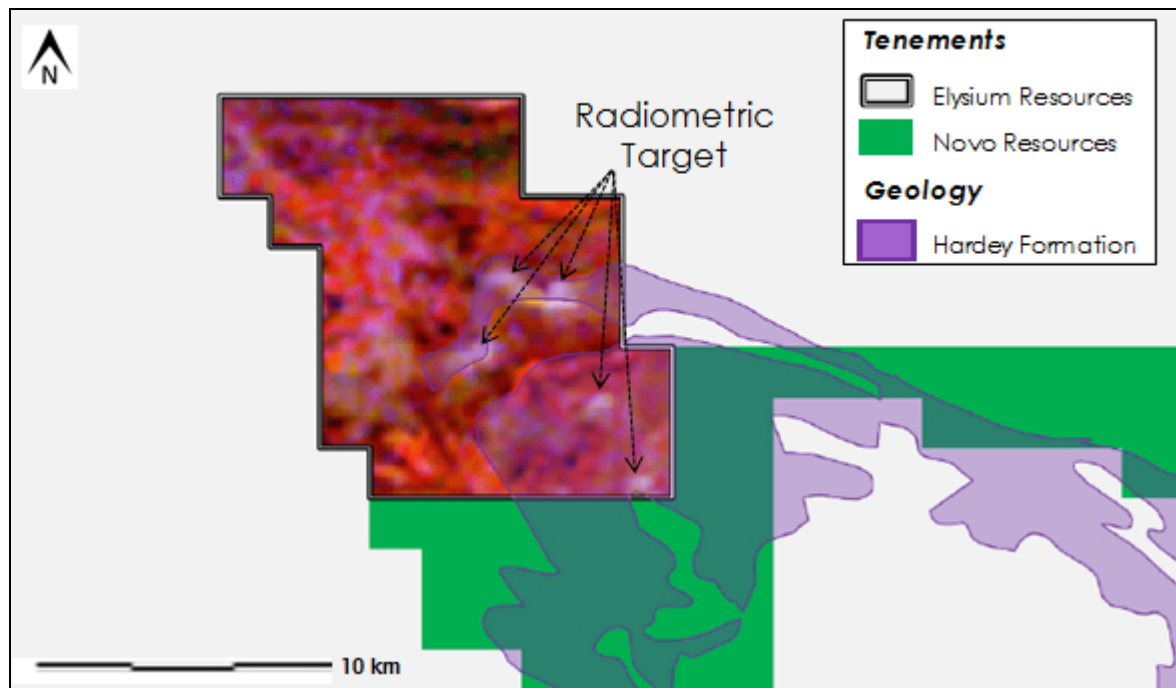 N
Radiometric
Target
Tenements
Elysium Resources
Novo Resources
Geology
Hardey Formation
10 km